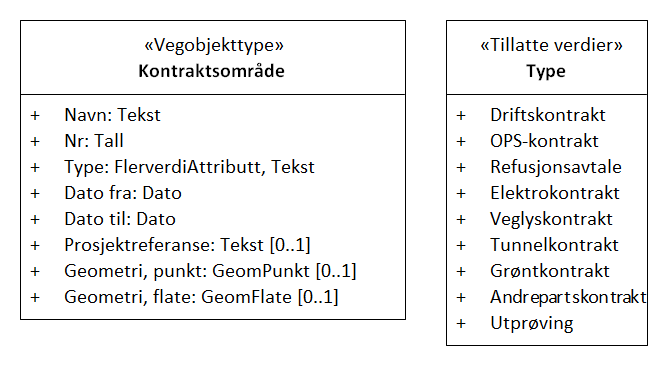 «Vegobjekttype»
Kontraktsområde
+ Navn: Tekst
+ Nr: Tall
+ Type: FlerverdiAttributt, Tekst
+ Dato fra: Dato
+ Dato til: Dato
+ Prosjektreferanse: Tekst [0..1]
+ Geometri, punkt: GeomPunkt [0..1]
+ Geometri, flate: GeomFlate [0..1]
«Tillatte verdier»
Type
+ Driftskontrakt
+ OPS-kontrakt
+ Refusjonsavtale
+ Elektrokontrakt
+ Veglyskontrakt
+ Tunnelkontrakt
+ Grøntkontrakt
+ Andrepartskontrakt
+ Utprøving